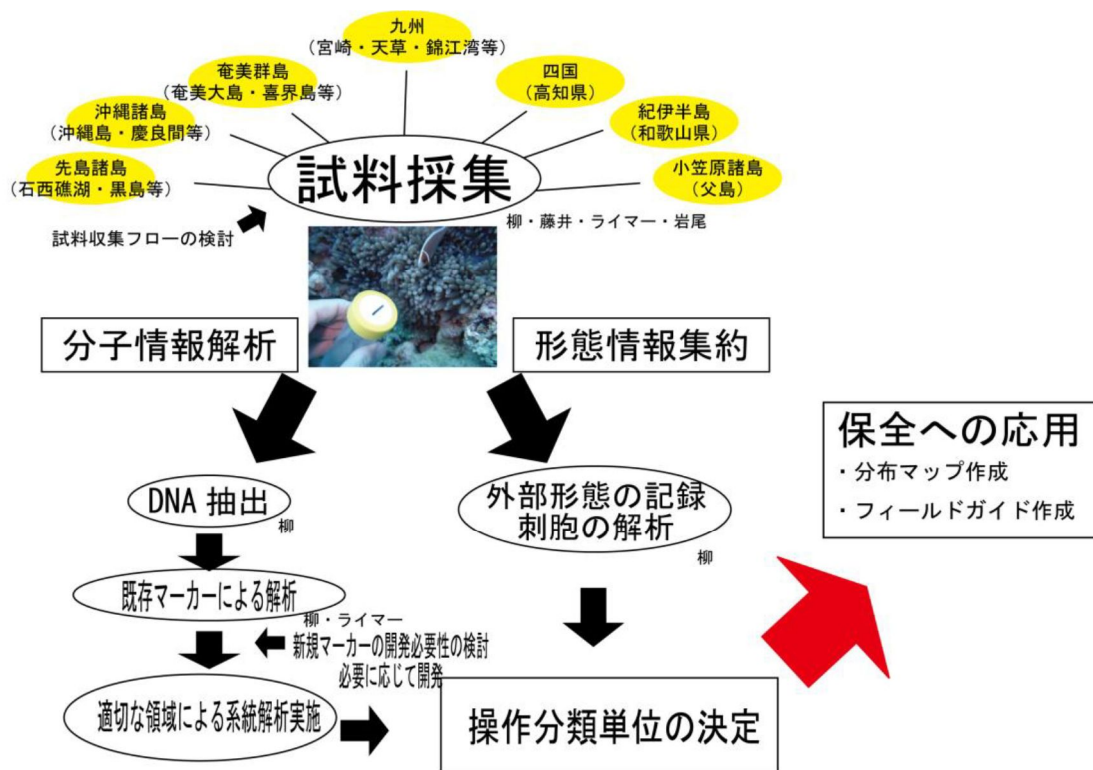 九州
(宮崎・天草・錦江湾等)
奄美群島
(奄美大島・喜界島等)
四国
(高知県)
沖縄諸島
(沖縄島・慶良間等)
紀伊半島
(和歌山県)
先島諸島
(石西礁湖・黒島等)
小笠原諸島
(父島)
試料採集
柳・藤井・ライマー・岩尾
試料収集フローの検討
分子情報解析
形態情報集約
DNA 抽出
柳
既存マーカーによる解析
柳・ライマー
新規マーカーの開発必要性の検討
必要に応じて開発
適切な領域による系統解析実施
外部形態の記録
刺胞の解析
柳
操作分類単位の決定
保全への応用
・分布マップ作成
・フィールドガイド作成